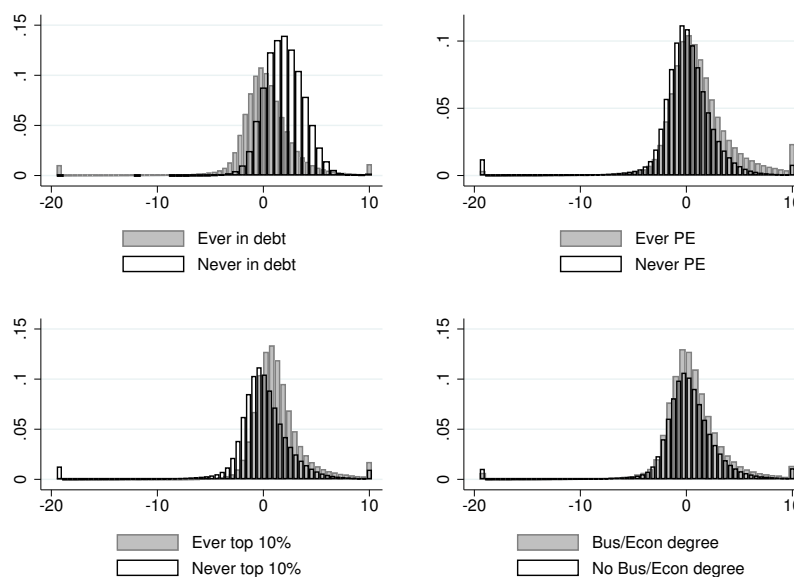 .15
.1
.05
0
-20 -10 0 10
Ever in debt
Never in debt
.1
.05
0
-20 -10 0 10
Ever PE
Never PE
.15
.1
.05
0
-20 -10 0 10
Ever top 10%
Never top 10%
.15
.1
.05
0
-20 -10 0 10
Bus/Econ degree
No Bus/Econ degree